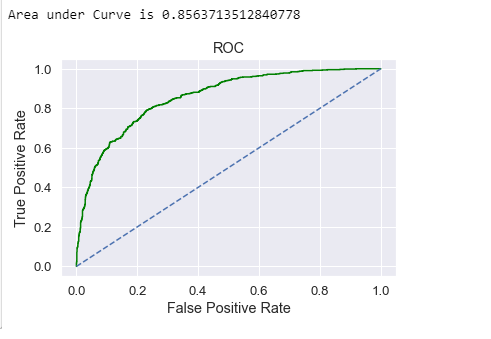 Area under Curve is 0.8563713512840778
ROC
1.0
0.8
0.6
0.4
0.2
0.0
True Positive Rate
0.0 0.2 0.4 0.6 0.8 1.0
False Positive Rate